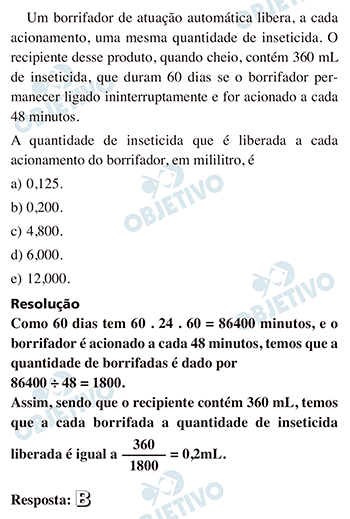 Um borrifador de atuação automática libera, a cada
acionamento, uma mesma quantidade de inseticida. O
recipiente desse produto, quando cheio, contém 360 mL
de inseticida, que duram 60 dias se o borrifador per-
manecer ligado ininterruptamente e for acionado a cada
48 minutos.
A quantidade de inseticida que é liberada a cada
acionamento do borrifador, em mililitro, é
a) 0,125.
b) 0,200.
c) 4,800.
d) 6,000.
e) 12,000.
Resolução
Como 60 dias tem 60 . 24 . 60 = 86400 minutos, e o
borrifador é acionado a cada 48 minutos, temos que a
quantidade de borrifadas é dado por
86400 ÷ 48 = 1800.
Assim, sendo que o recipiente contém 360 mL, temos
que a cada borrifada a quantidade de inseticida
liberada é igual a 360/1800 = 0,2mL.
Resposta: B
OBJETIVO
OBJETIVO
OBJETIVO
OBJETIVO
OBJETIVO